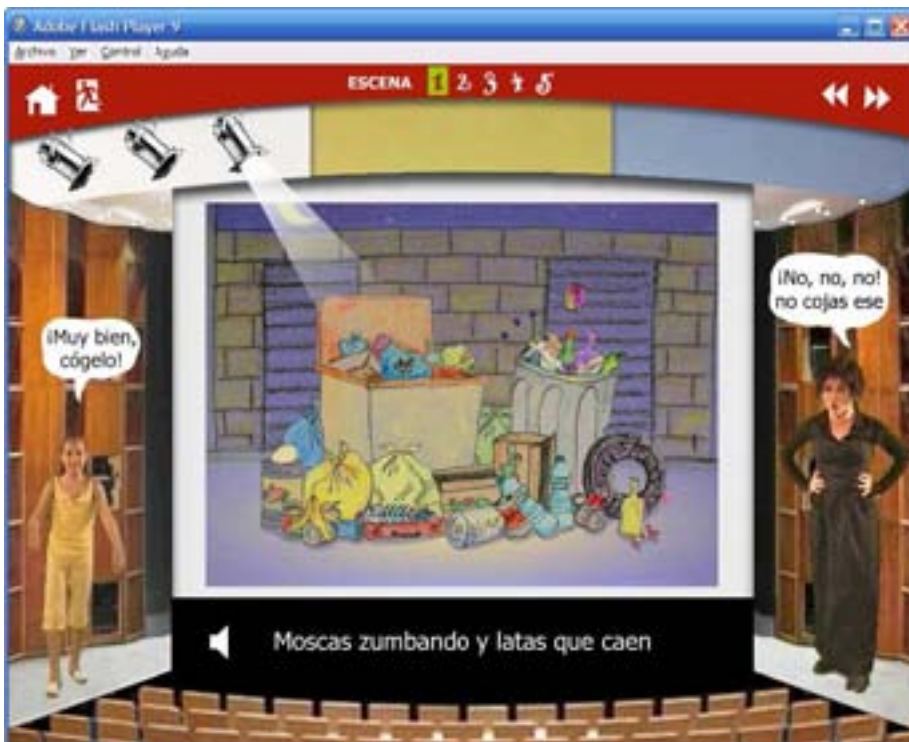 Adobe Flash Player 9
Archivo Ver Control Ayuda
ESCENA 1 2 3 4 5
¡No, no, no!
no cojas ese
¡Muy bien,
cógelo!
Moscas zumbando y latas que caen